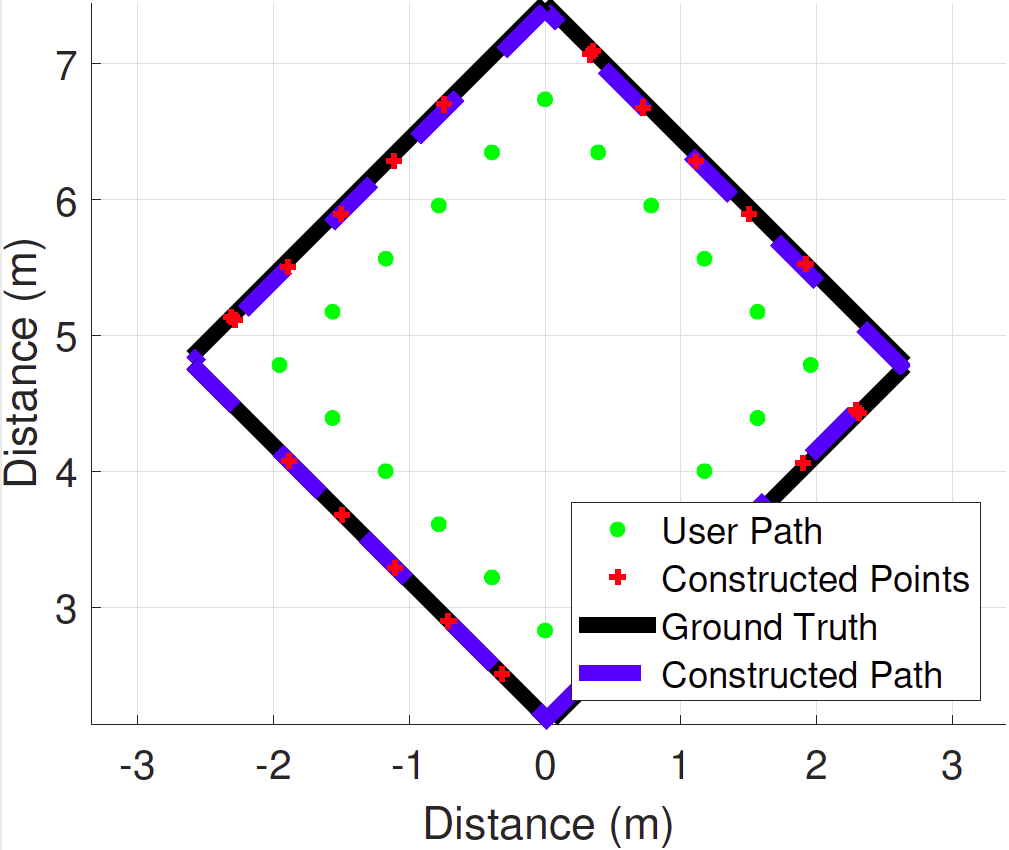 7
6
5
4
3
Distance (m)
User Path
Constructed Points
Ground Truth
Constructed Path
-3 -2 -1 0 1 2 3
Distance (m)